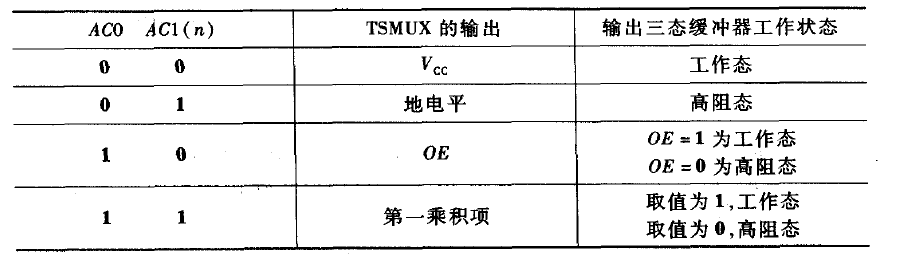 AC0 AC1(n) TSMUX 的输出 输出三态缓冲器工作状态
0 0 VCC 工作态
0 1 地电平 高阻态
1 0 OE OE=1 为工作态
OE=0 为高阻态
1 1 第一乘积项 取值为1,工作态
取值为0,高阻态